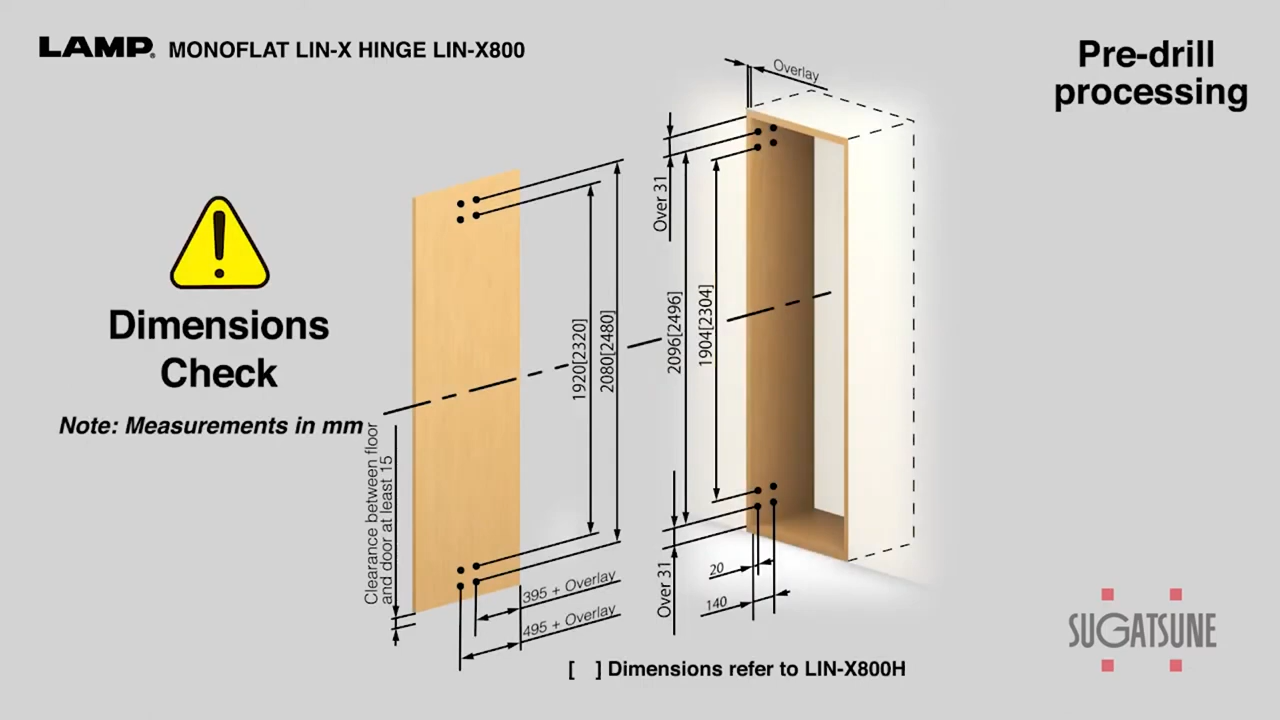 LAMP® MONOFLAT LIN-X HINGE LIN-X800
Pre-drill
processing
Overlay
Over 31
2096[2496]
1904[2304]
1920[2320]
2080[2480]
Dimensions
Check
Note: Measurements in mm
Clearance between floor
and door at least 15
395 + Overlay
495 + Overlay
Over 31
20
140
[ ] Dimensions refer to LIN-X800H
SUGATSUNE